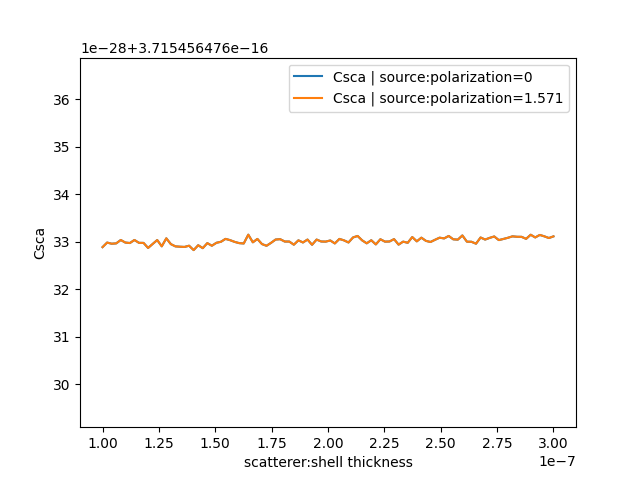 1e−28+3.715456476e−16
Csca | source:polarization=0
Csca | source:polarization=1.571
36
35
34
33
32
31
30
Csca
1.00 1.25 1.50 1.75 2.00 2.25 2.50 2.75 3.00
1e−7
scatterer:shell thickness